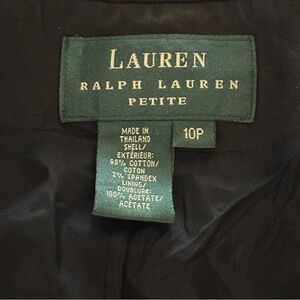 LAUREN
RALPH LAUREN
PETITE
10P
MADE IN
THAILAND
SHELL/
EXTÉRIEUR:
98% COTTON/
COTON
2% SPANDEX
LINING/
DOUBLURE:
100% ACETATE/
ACÉTATE